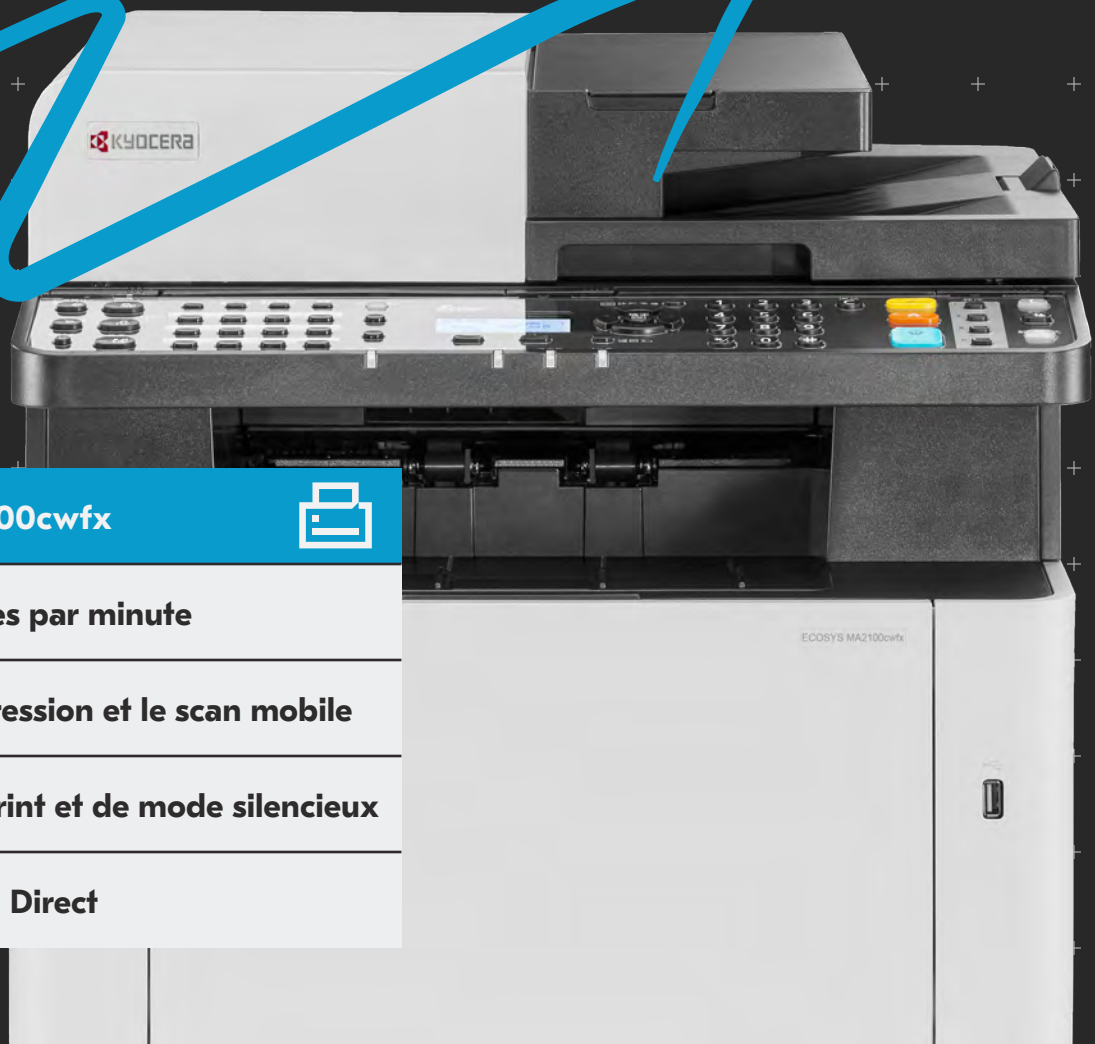 KYOCERA
00cwfx
es par minute
ECOSYS MA2100cwfx
ression et le scan mobile
rint et de mode silencieux
Direct